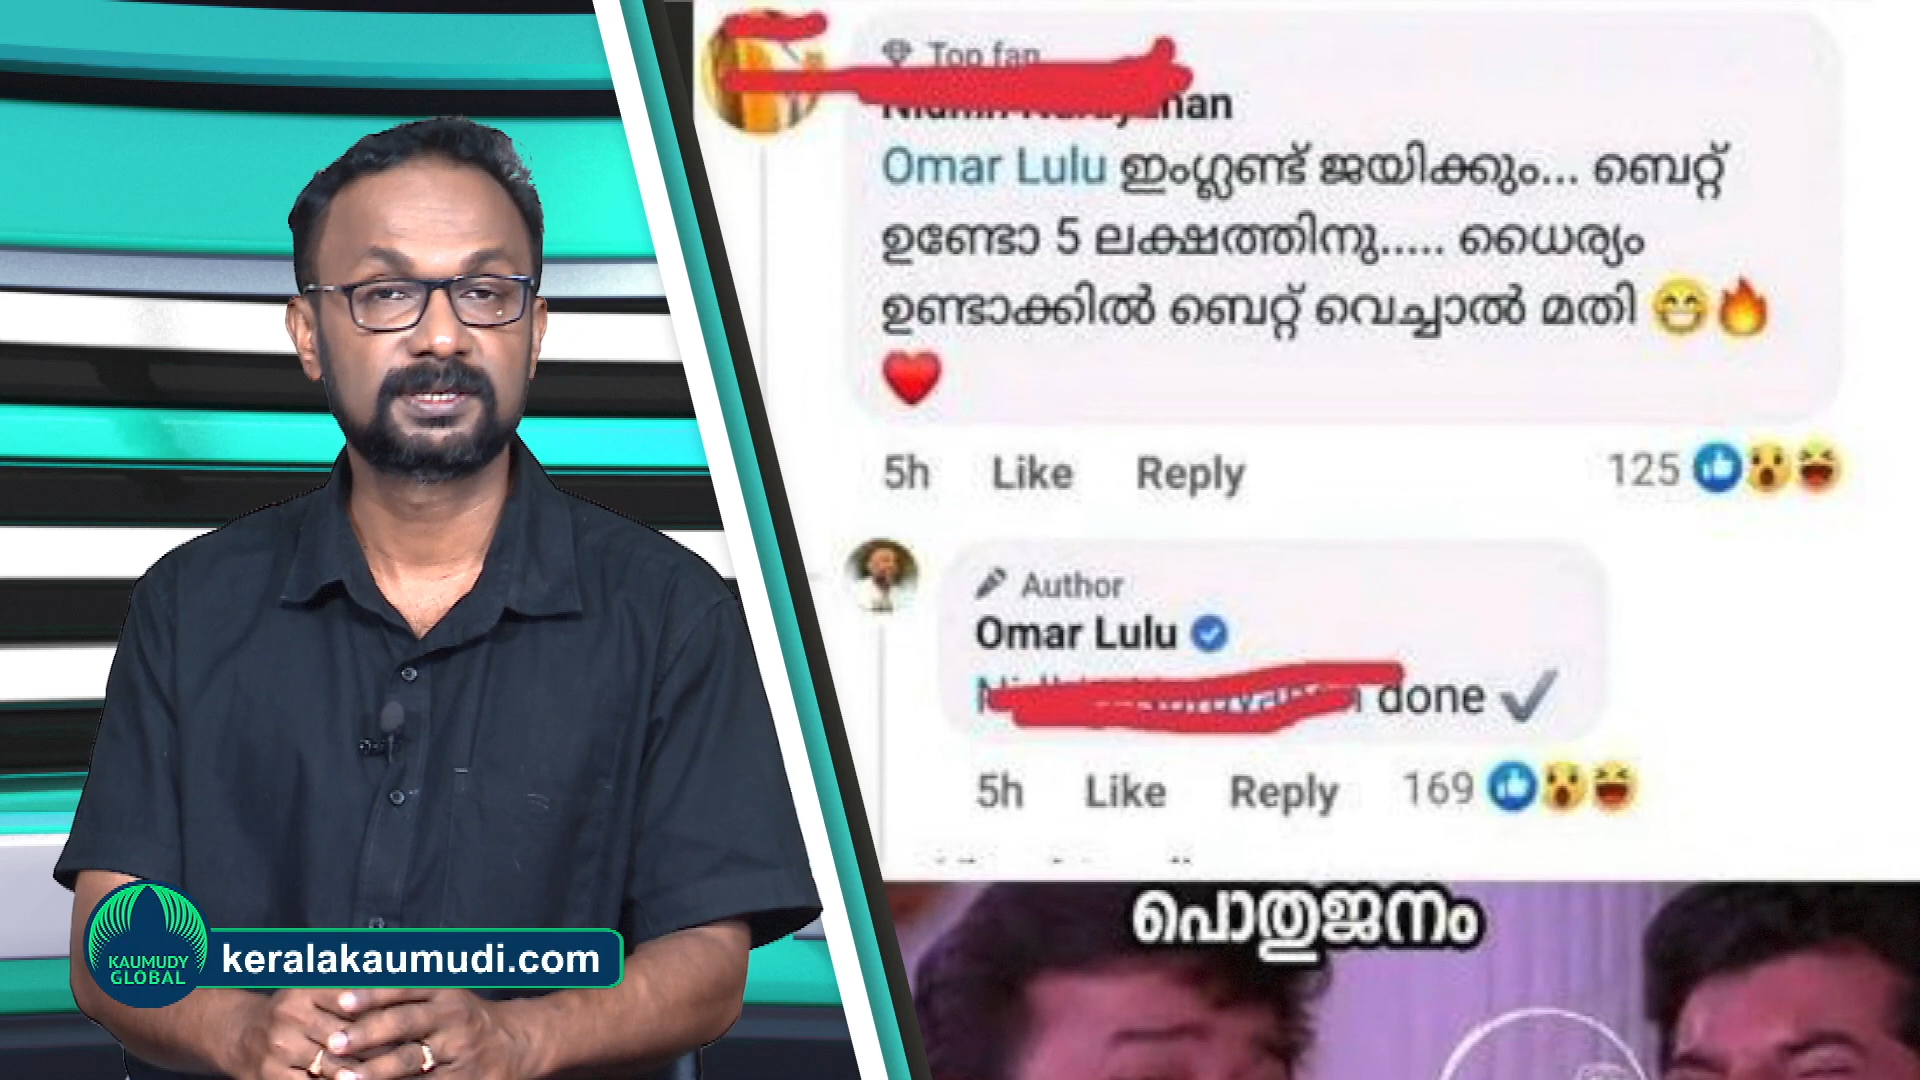 Top fan
Omar Lulu ഇംഗ്ലണ്ട് ജയിക്കും... ബെറ്റ്
ഉണ്ടോ 5 ലക്ഷത്തിനു..... ധൈര്യം
ഉണ്ടാക്കിൽ ബെറ്റ് വെച്ചാൽ മതി 😁🔥
❤️
5h Like Reply 125
Author
Omar Lulu
done ✔
5h Like Reply 169
പൊതുജനം
KAUMUDY
GLOBAL
keralakaumudi.com